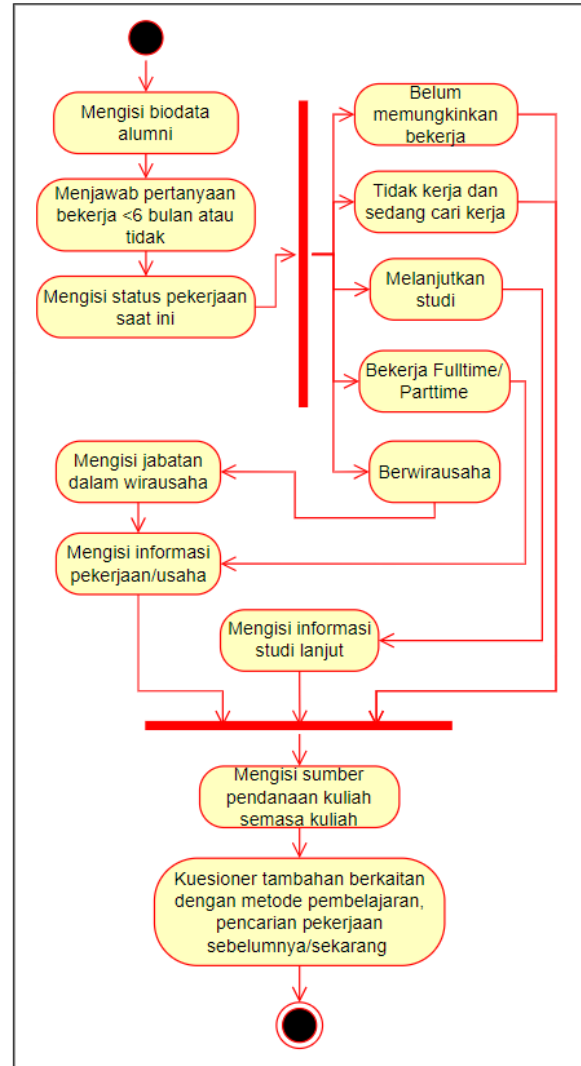 Mengisi biodata
alumni
Menjawab pertanyaan
bekerja <6 bulan atau
tidak
Mengisi status pekerjaan
saat ini
Belum
memungkinkan
bekerja
Tidak kerja dan
sedang cari kerja
Melanjutkan
studi
Bekerja Fulltime/
Parttime
Berwirausaha
Mengisi jabatan
dalam wirausaha
Mengisi informasi
pekerjaan/usaha
Mengisi informasi
studi lanjut
Mengisi sumber
pendanaan kuliah
semasa kuliah
Kuesioner tambahan berkaitan
dengan metode pembelajaran,
pencarian pekerjaan
sebelumnya/sekarang